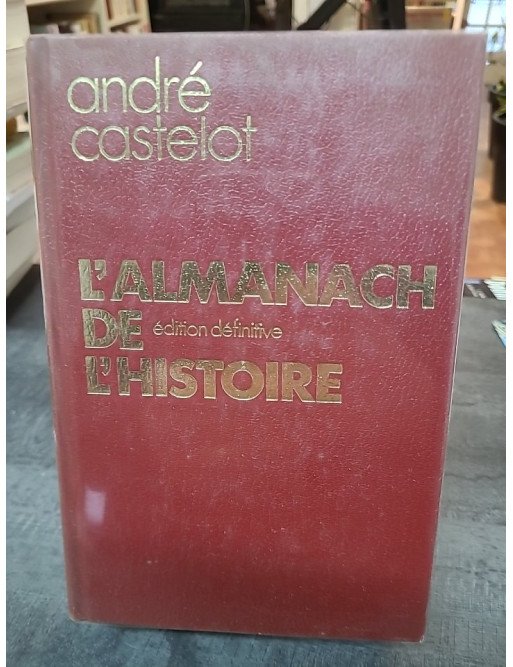 andré
castelot
L'ALMANACH
DE édition définitive
L'HISTOIRE